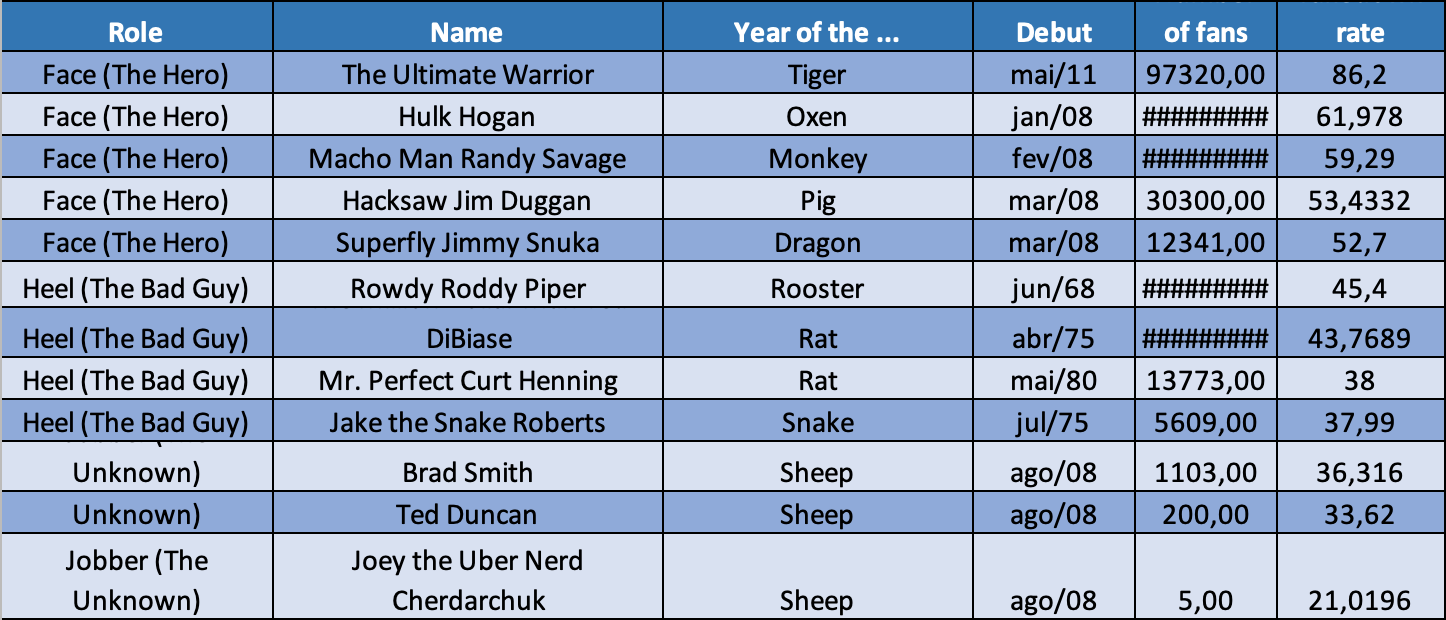 Role Name Year of the ... Debut of fans rate
Face (The Hero) The Ultimate Warrior Tiger mai/11 97320,00 86,2
Face (The Hero) Hulk Hogan Oxen jan/08 ######### 61,978
Face (The Hero) Macho Man Randy Savage Monkey fev/08 ######### 59,29
Face (The Hero) Hacksaw Jim Duggan Pig mar/08 30300,00 53,4332
Face (The Hero) Superfly Jimmy Snuka Dragon mar/08 12341,00 52,7
Heel (The Bad Guy) Rowdy Roddy Piper Rooster jun/68 ######### 45,4
Heel (The Bad Guy) DiBiase Rat abr/75 ######### 43,7689
Heel (The Bad Guy) Mr. Perfect Curt Henning Rat mai/80 13773,00 38
Heel (The Bad Guy) Jake the Snake Roberts Snake jul/75 5609,00 37,99
Unknown) Brad Smith Sheep ago/08 1103,00 36,316
Unknown) Ted Duncan Sheep ago/08 200,00 33,62
Jobber (The Joey the Uber Nerd
Unknown) Cherdarchuk Sheep ago/08 5,00 21,0196